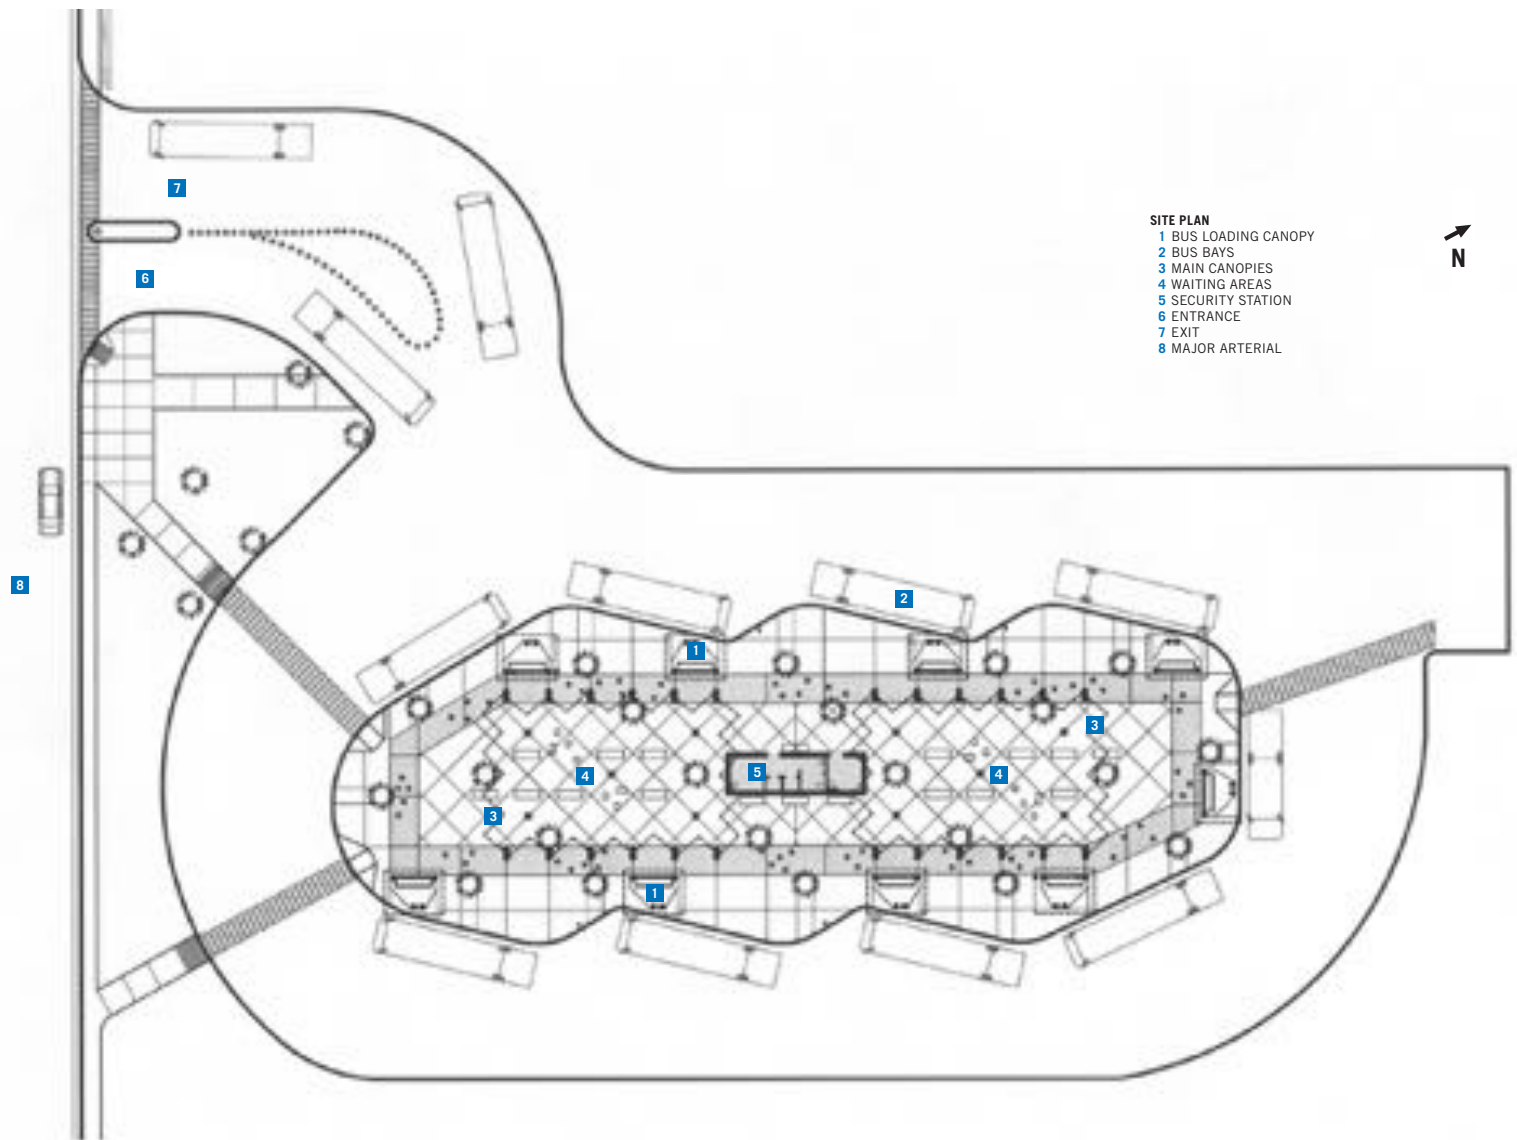 7
6
SITE PLAN
1 BUS LOADING CANOPY
2 BUS BAYS
3 MAIN CANOPIES
4 WAITING AREAS
5 SECURITY STATION
6 ENTRANCE
7 EXIT
8 MAJOR ARTERIAL
N
8
2
1
3
5
4
4
3
1